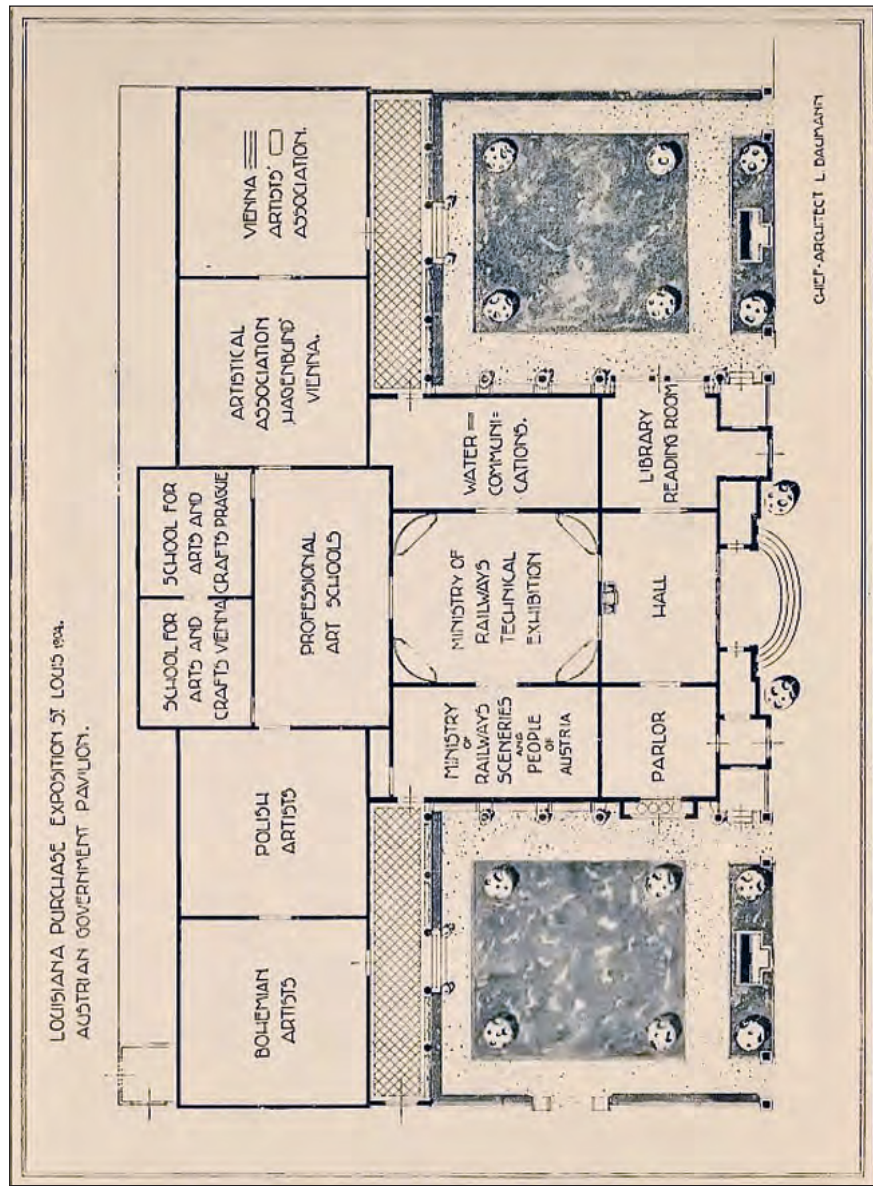 LOUISIANA PURCHASE EXPOSITION ST. LOUIS 1904.
AUSTRIAN GOVERNMENT PAVILION.
BOHEMIAN
ARTISTS
POLISH
ARTISTS
SCHOOL FOR
ARTS AND
CRAFTS VIENNA
SCHOOL FOR
ARTS AND
CRAFTS PRAGUE
PROFESSIONAL
ART SCHOOLS
ARTISTICAL
ASSOCIATION
„HAGENBUND”
VIENNA.
VIENNA
ARTISTS'
ASSOCIATION.
MINISTRY
OF
RAILWAYS
SCENERIES
AND
PEOPLE
OF
AUSTRIA
MINISTRY OF
RAILWAYS
TECHNICAL
EXHIBITION
WATER =
COMMUNI =
CATIONS.
PARLOR
HALL
LIBRARY
READING ROOM
CHIEF-ARCHITECT L. BAUMANN